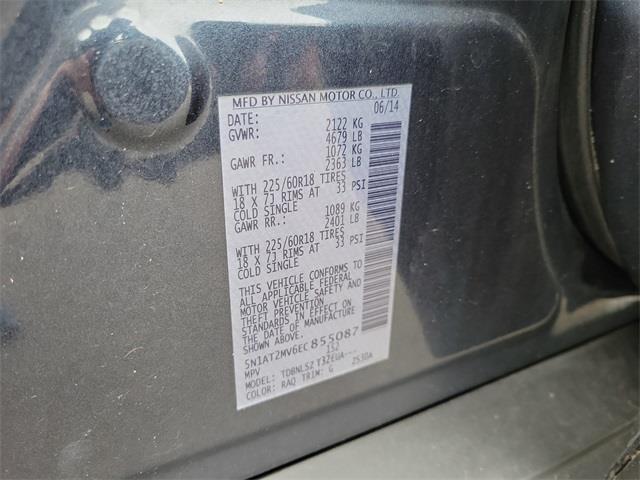 MFD BY NISSAN MOTOR CO., LTD.
DATE: 06/14
GVWR: 2122 KG
4679 LB
GAWR FR.: 1072 KG
2363 LB
WITH 225/60R18 TIRES
18 X 7J RIMS AT 33 PSI
COLD SINGLE
GAWR RR.: 1089 KG
2401 LB
WITH 225/60R18 TIRES
18 X 7J RIMS AT 33 PSI
COLD SINGLE
THIS VEHICLE CONFORMS TO
ALL APPLICABLE FEDERAL
MOTOR VEHICLE SAFETY AND
THEFT PREVENTION
STANDARDS IN EFFECT ON
THE DATE OF MANUFACTURE
SHOWN ABOVE.
5N1AT2MV6EC855087
MPV 152
MODEL: TDBNLSZ T32EUA---
COLOR: RAQ TRIM: G 2530A